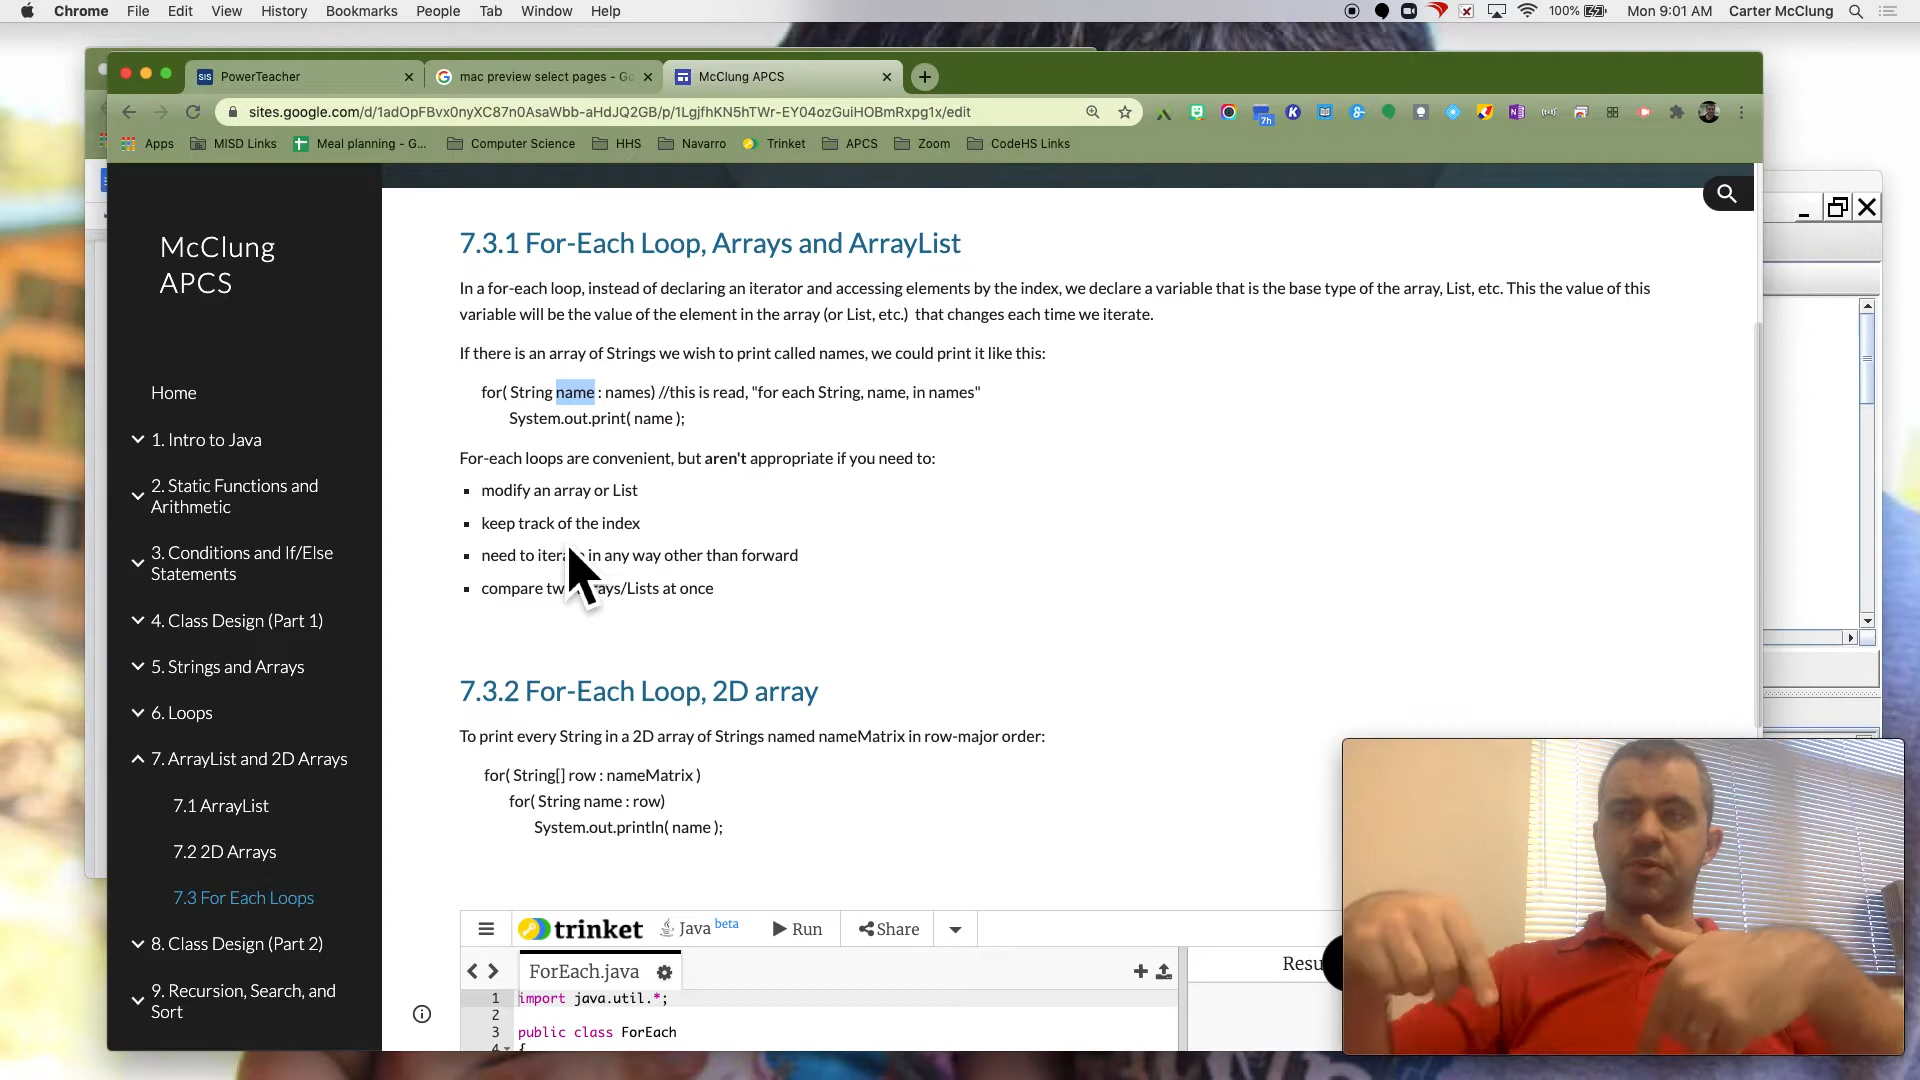 Chrome File Edit View History Bookmarks People Tab Window Help 100% Mon 9:01 AM Carter McClung
SIS PowerTeacher mac preview select pages - Go McClung APCS
sites.google.com/d/1adOpFBvx0nyXC87n0AsaWbb-aHdJQ2GB/p/1LgjfhKN5hTWr-EY04ozGuiHOBmRxpg1x/edit 7h
Apps MISD Links Meal planning - G... Computer Science HHS Navarro Trinket APCS Zoom CodeHS Links
McClung
APCS
Home
1. Intro to Java
2. Static Functions and
Arithmetic
3. Conditions and If/Else
Statements
4. Class Design (Part 1)
5. Strings and Arrays
6. Loops
7. ArrayList and 2D Arrays
7.1 ArrayList
7.2 2D Arrays
7.3 For Each Loops
8. Class Design (Part 2)
9. Recursion, Search, and
Sort
7.3.1 For-Each Loop, Arrays and ArrayList
In a for-each loop, instead of declaring an iterator and accessing elements by the index, we declare a variable that is the base type of the array, List, etc. This the value of this
variable will be the value of the element in the array (or List, etc.) that changes each time we iterate.
If there is an array of Strings we wish to print called names, we could print it like this:
for( String name : names) //this is read, "for each String, name, in names"
System.out.print( name );
For-each loops are convenient, but aren't appropriate if you need to:
modify an array or List
keep track of the index
need to iterate in any way other than forward
compare two Arrays/Lists at once
7.3.2 For-Each Loop, 2D array
To print every String in a 2D array of Strings named nameMatrix in row-major order:
for( String[] row : nameMatrix )
for( String name : row)
System.out.println( name );
trinket Java beta Run Share
ForEach.java Resu
1 import java.util.*;
2
3 public class ForEach
4 {